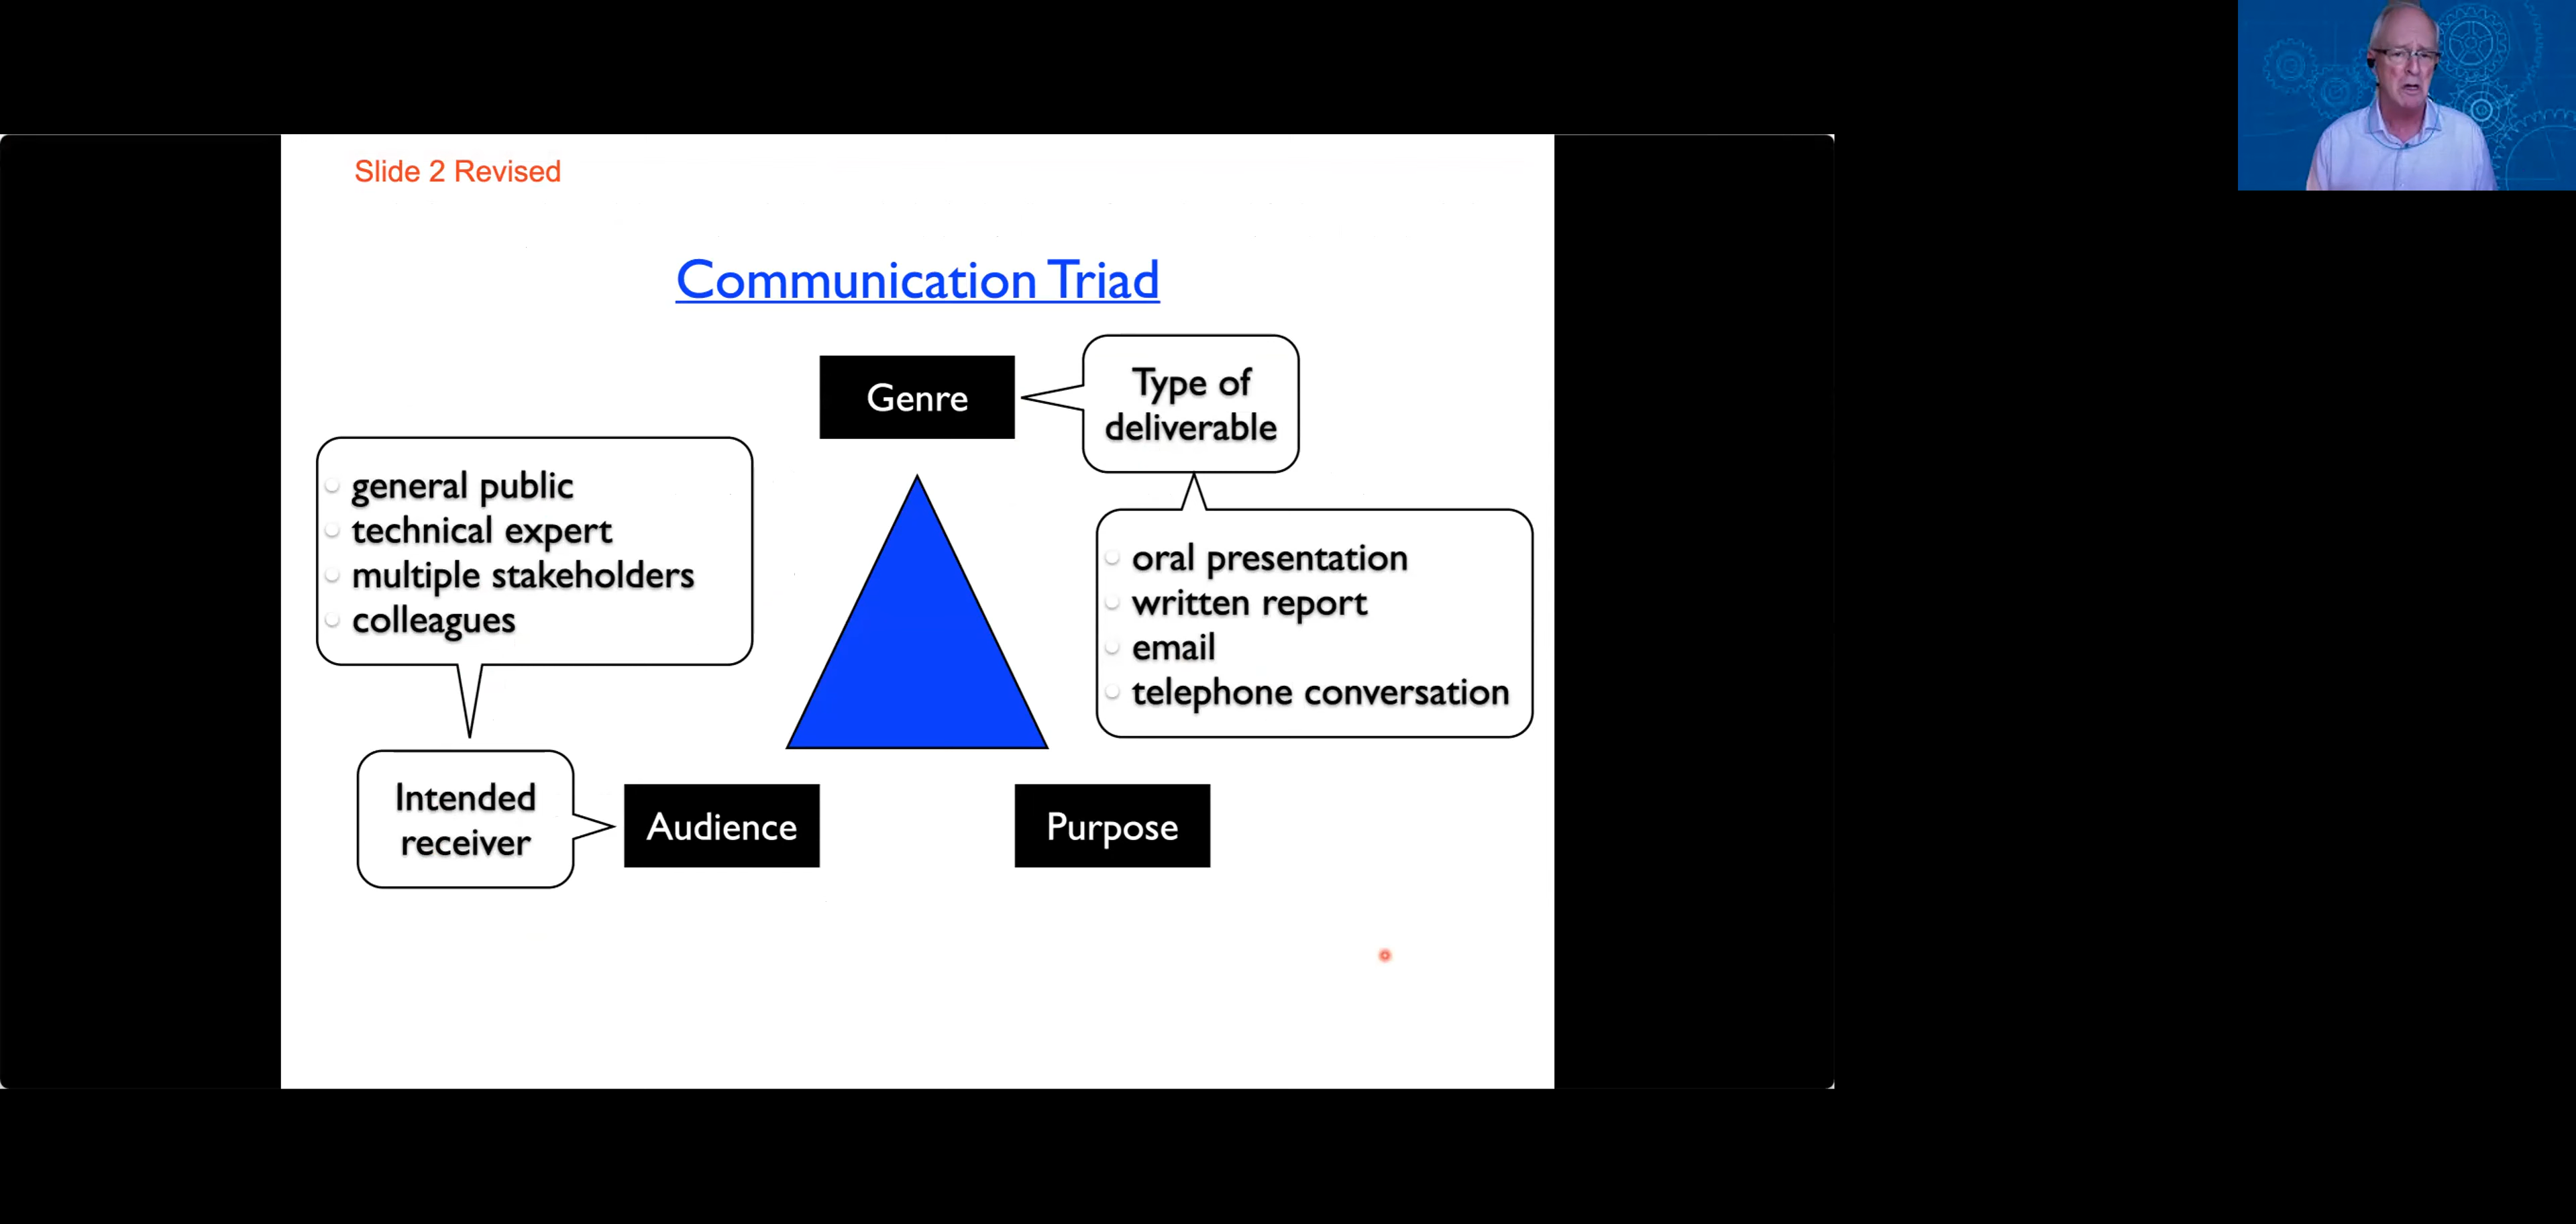 Slide 2 Revised
Communication Triad
Genre
Type of
deliverable
general public
technical expert
multiple stakeholders
colleagues
oral presentation
written report
email
telephone conversation
Intended
receiver
Audience
Purpose